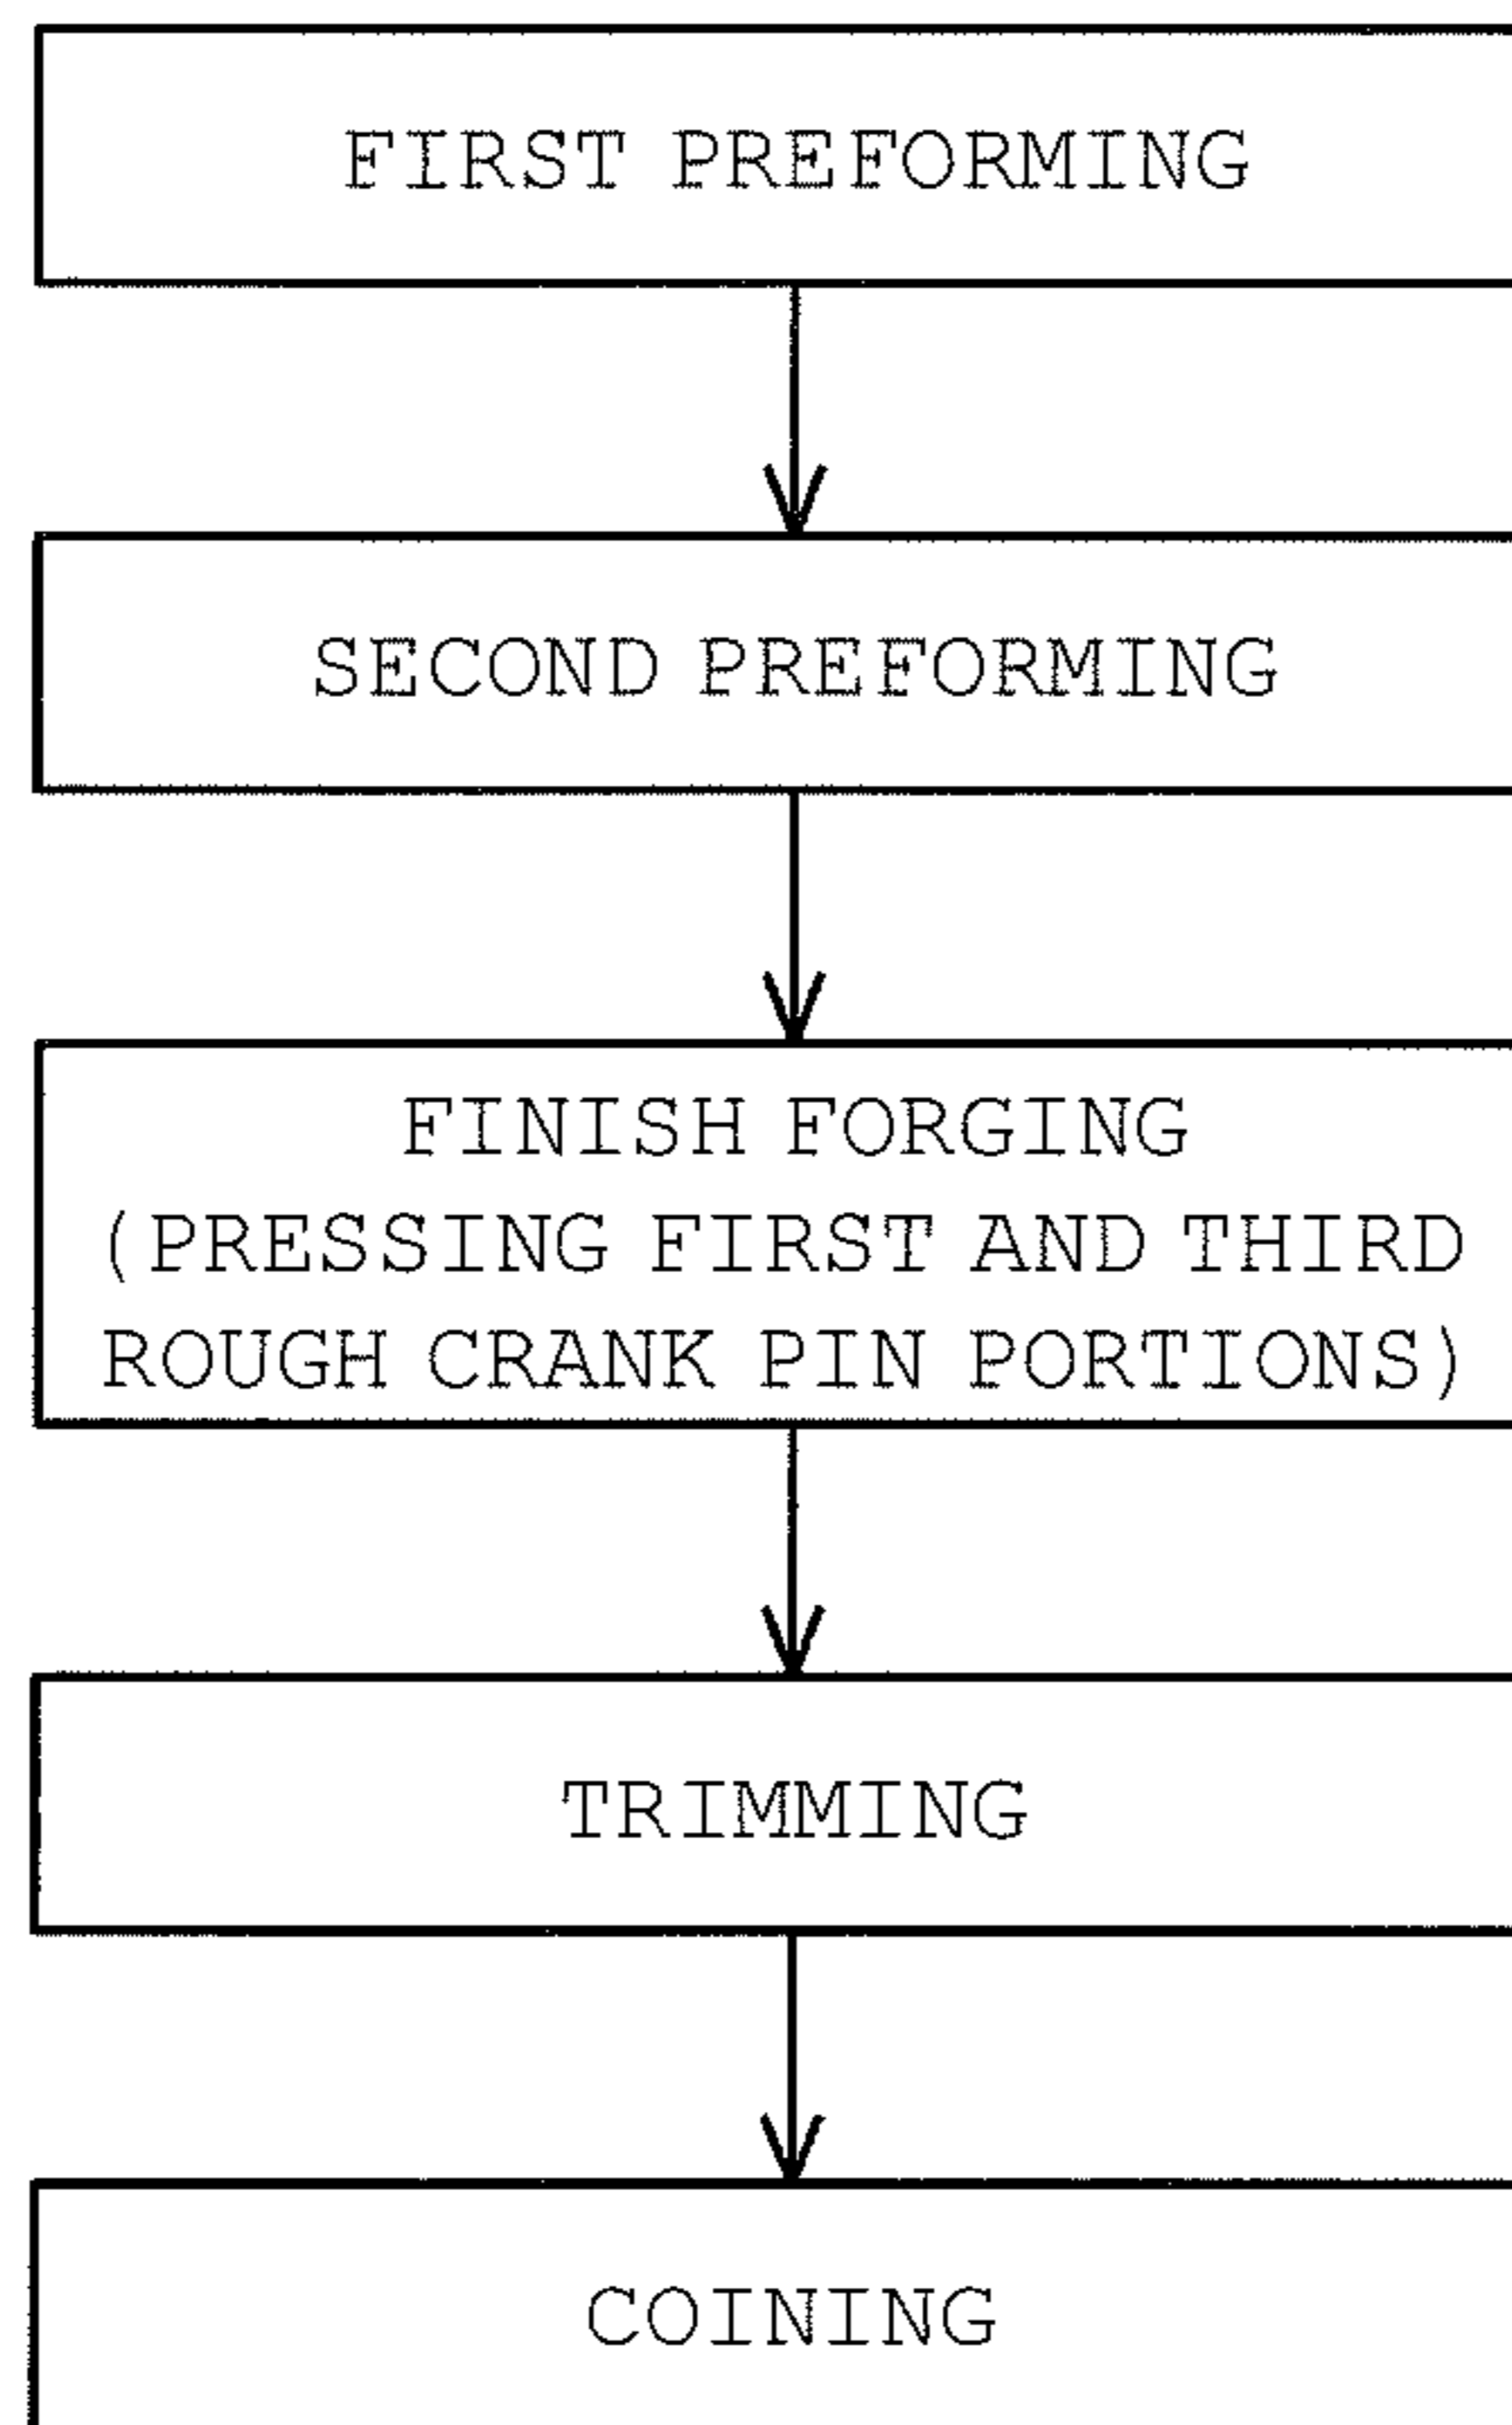 FIRST PREFORMING
SECOND PREFORMING
FINISH FORGING
(PRESSING FIRST AND THIRD
ROUGH CRANK PIN PORTIONS)
TRIMMING
COINING